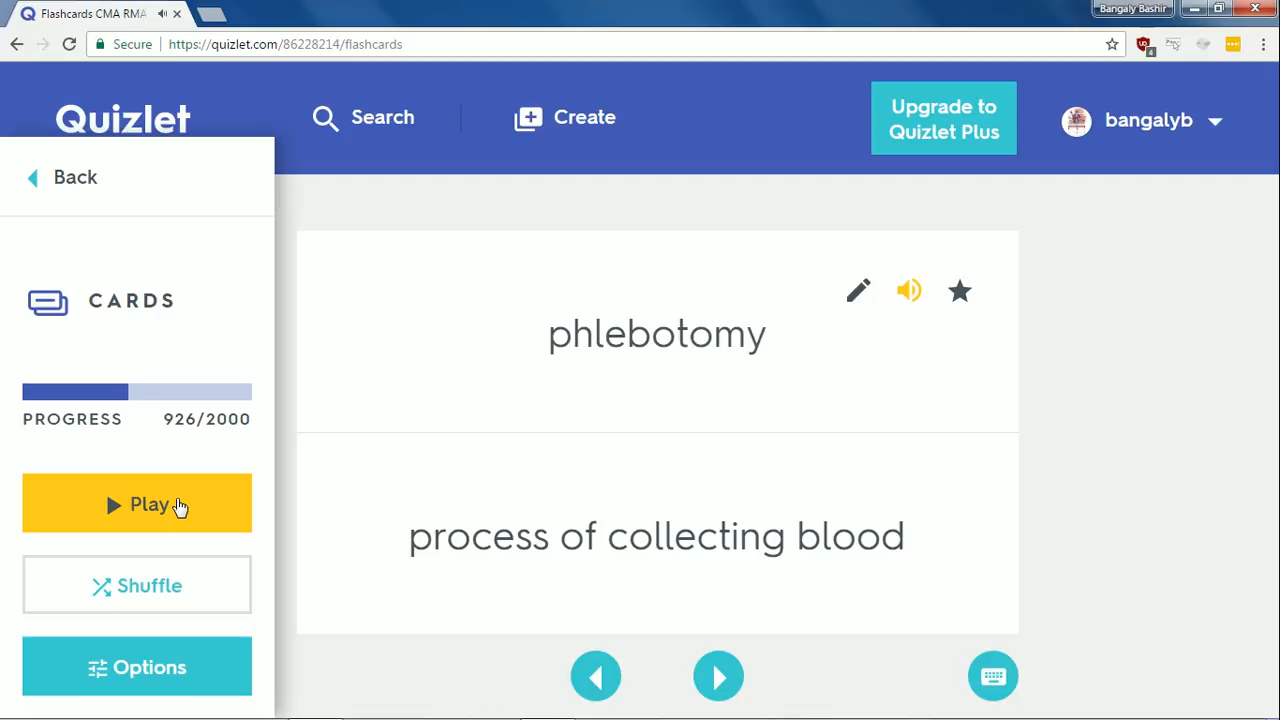 Flashcards CMA RMA
Bangaly Bashir
Secure
https://quizlet.com/86228214/flashcards
4
Quizlet
Search
Create
Upgrade to
Quizlet Plus
bangalyb
Back
CARDS
PROGRESS 926/2000
Play
Shuffle
Options
phlebotomy
process of collecting blood